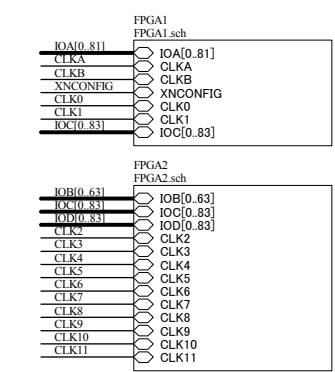 FPGA1
FPGA1.sch
IOA[0..81] IOA[0..81]
CLKA CLKA
CLKB CLKB
XNCONFIG XNCONFIG
CLK0 CLK0
CLK1 CLK1
IOC[0..83] IOC[0..83]
FPGA2
FPGA2.sch
IOB[0..63] IOB[0..63]
IOC[0..83] IOC[0..83]
IOD[0..83] IOD[0..83]
CLK2 CLK2
CLK3 CLK3
CLK4 CLK4
CLK5 CLK5
CLK6 CLK6
CLK7 CLK7
CLK8 CLK8
CLK9 CLK9
CLK10 CLK10
CLK11 CLK11